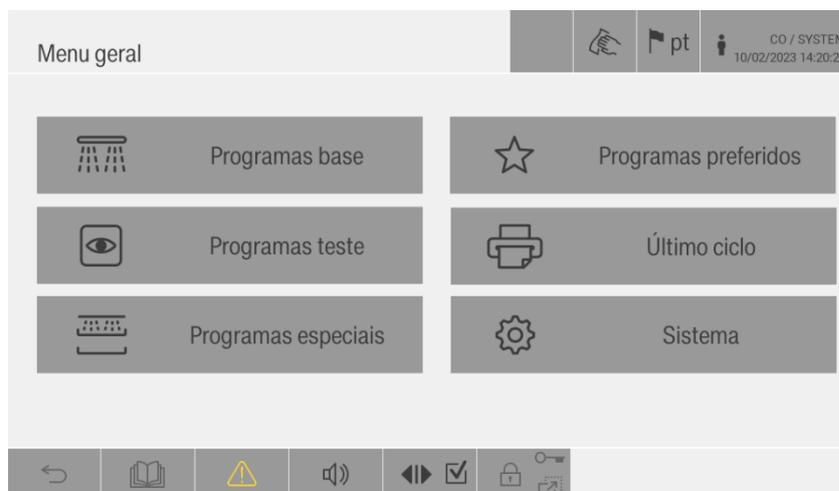 Menu geral
pt
CO / SYSTEM
10/02/2023 14:20:2
Programas base
Programas preferidos
Programas teste
Último ciclo
Programas especiais
Sistema